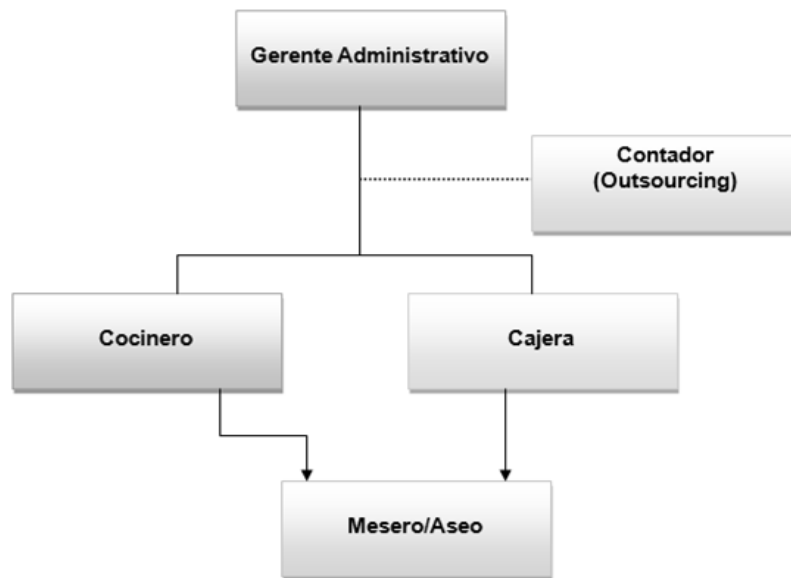 Gerente Administrativo
Contador
(Outsourcing)
Cocinero
Cajera
Mesero/Aseo